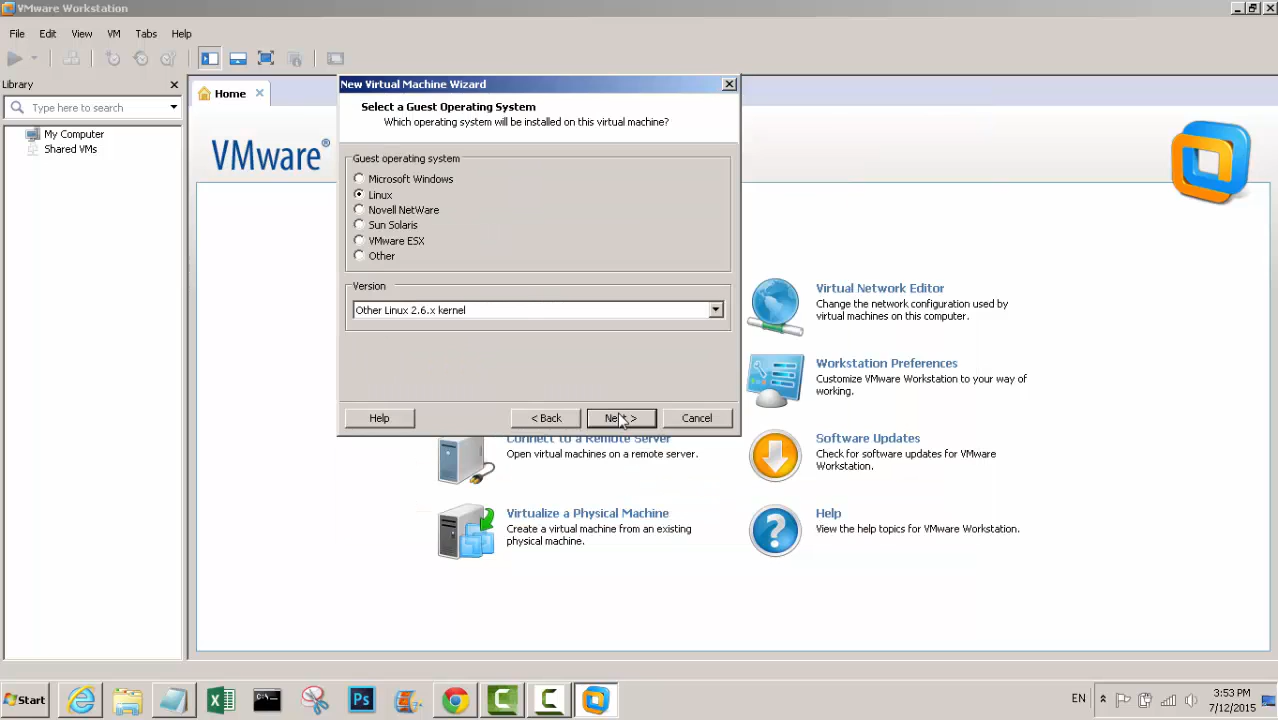 VMware Workstation
File Edit View VM Tabs Help
Library
Type here to search
My Computer
Shared VMs
Home
VMware®
New Virtual Machine Wizard
Select a Guest Operating System
Which operating system will be installed on this virtual machine?
Guest operating system
Microsoft Windows
Linux
Novell NetWare
Sun Solaris
VMware ESX
Other
Version
Other Linux 2.6.x kernel
Help
< Back
Next >
Cancel
Connect to a Remote Server
Open virtual machines on a remote server.
Virtualize a Physical Machine
Create a virtual machine from an existing
physical machine.
Virtual Network Editor
Change the network configuration used by
virtual machines on this computer.
Workstation Preferences
Customize VMware Workstation to your way of
working.
Software Updates
Check for software updates for VMware
Workstation.
Help
View the help topics for VMware Workstation.
Start
Ps
EN
3:53 PM
7/12/2015